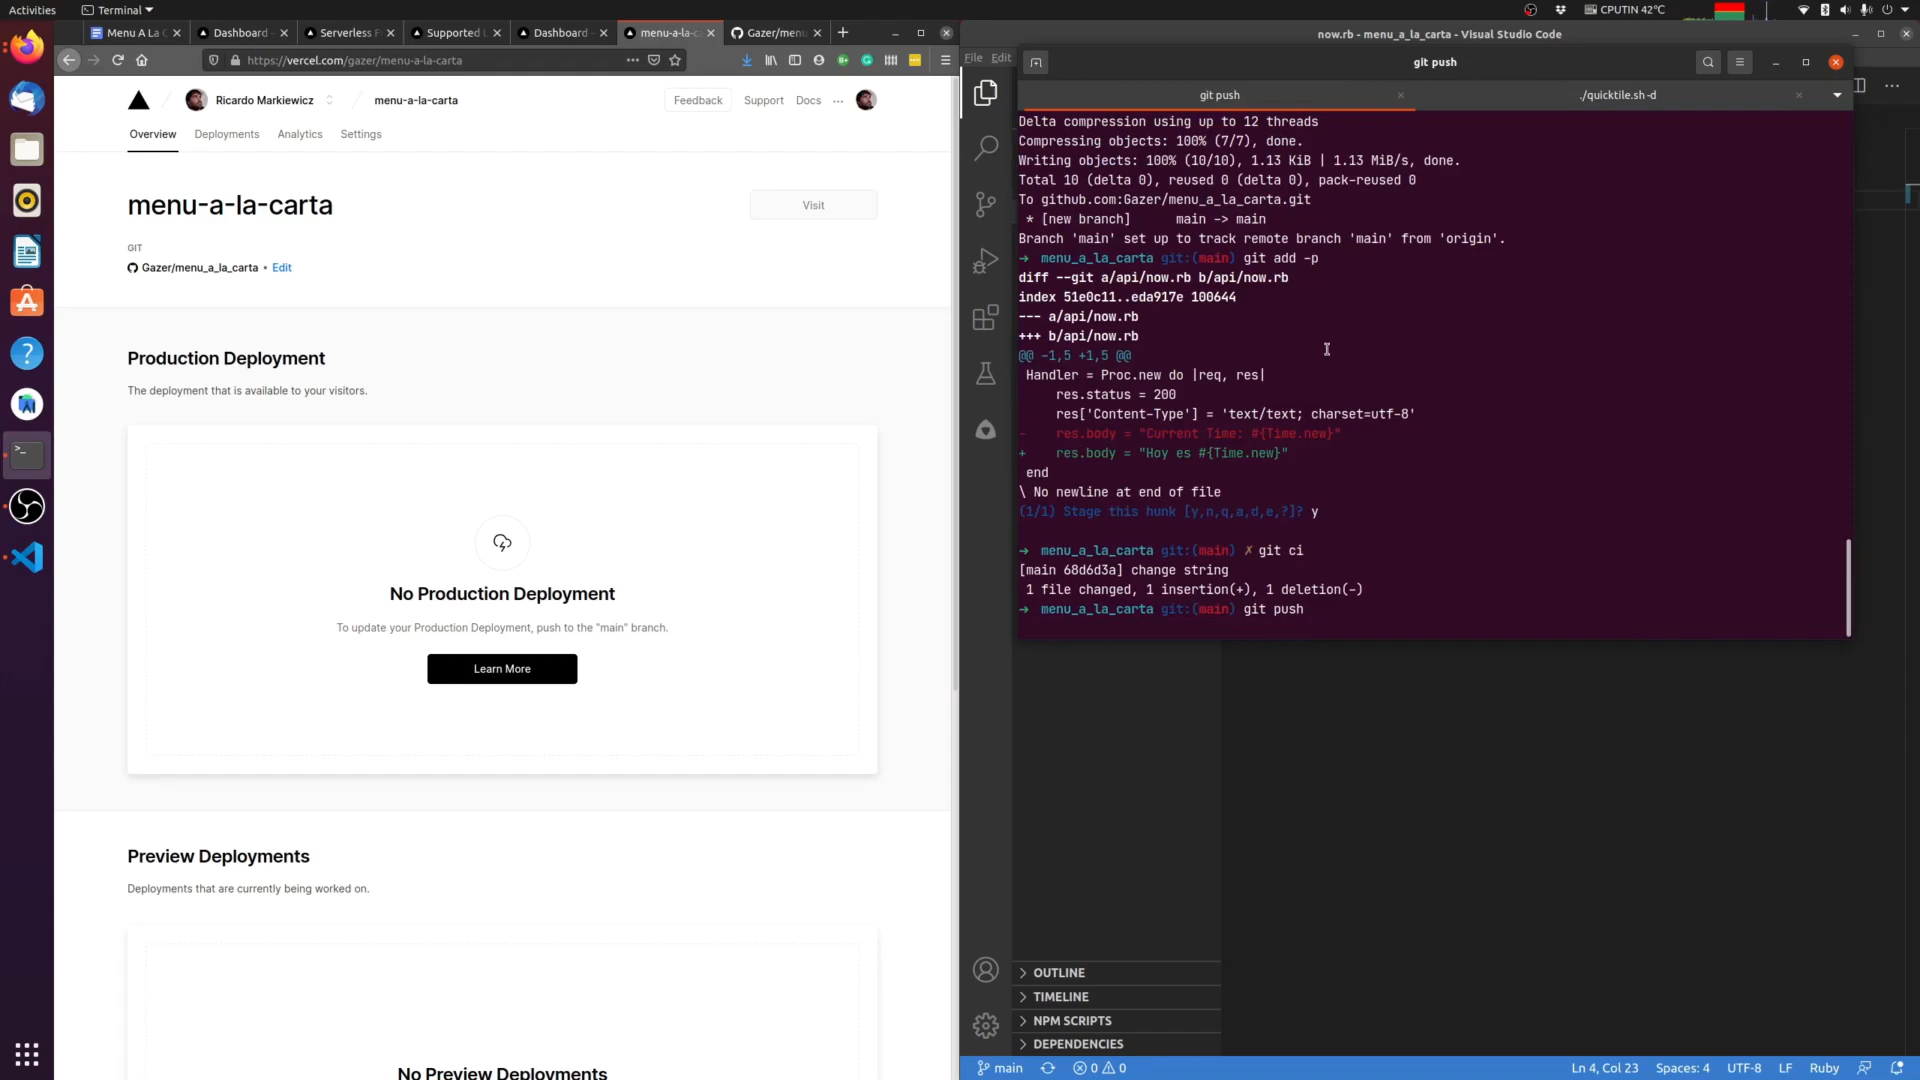 Activities
Terminal
CPUTIN 42°C
Menu A La C
Dashboard
Serverless F
Supported L
Dashboard
menu-a-la-c
Gazer/menu
https://vercel.com/gazer/menu-a-la-carta
Ricardo Markiewicz
menu-a-la-carta
Feedback
Support
Docs
Overview
Deployments
Analytics
Settings
menu-a-la-carta
Visit
GIT
Gazer/menu_a_la_carta • Edit
Production Deployment
The deployment that is available to your visitors.
No Production Deployment
To update your Production Deployment, push to the "main" branch.
Learn More
Preview Deployments
Deployments that are currently being worked on.
No Preview Deployments
now.rb - menu_a_la_carta - Visual Studio Code
File Edit
git push
git push
./quicktile.sh -d
Delta compression using up to 12 threads
Compressing objects: 100% (7/7), done.
Writing objects: 100% (10/10), 1.13 KiB | 1.13 MiB/s, done.
Total 10 (delta 0), reused 0 (delta 0), pack-reused 0
To github.com:Gazer/menu_a_la_carta.git
* [new branch] main -> main
Branch 'main' set up to track remote branch 'main' from 'origin'.
→ menu_a_la_carta git:(main) git add -p
diff --git a/api/now.rb b/api/now.rb
index 51e0c11..eda917e 100644
--- a/api/now.rb
+++ b/api/now.rb
@@ -1,5 +1,5 @@
Handler = Proc.new do |req, res|
res.status = 200
res['Content-Type'] = 'text/text; charset=utf-8'
- res.body = "Current Time: #{Time.new}"
+ res.body = "Hoy es #{Time.new}"
end
\ No newline at end of file
(1/1) Stage this hunk [y,n,q,a,d,e,?]? y
→ menu_a_la_carta git:(main) ✗ git ci
[main 68d6d3a] change string
1 file changed, 1 insertion(+), 1 deletion(-)
→ menu_a_la_carta git:(main) git push
OUTLINE
TIMELINE
NPM SCRIPTS
DEPENDENCIES
main
0
0
Ln 4, Col 23
Spaces: 4
UTF-8
LF
Ruby